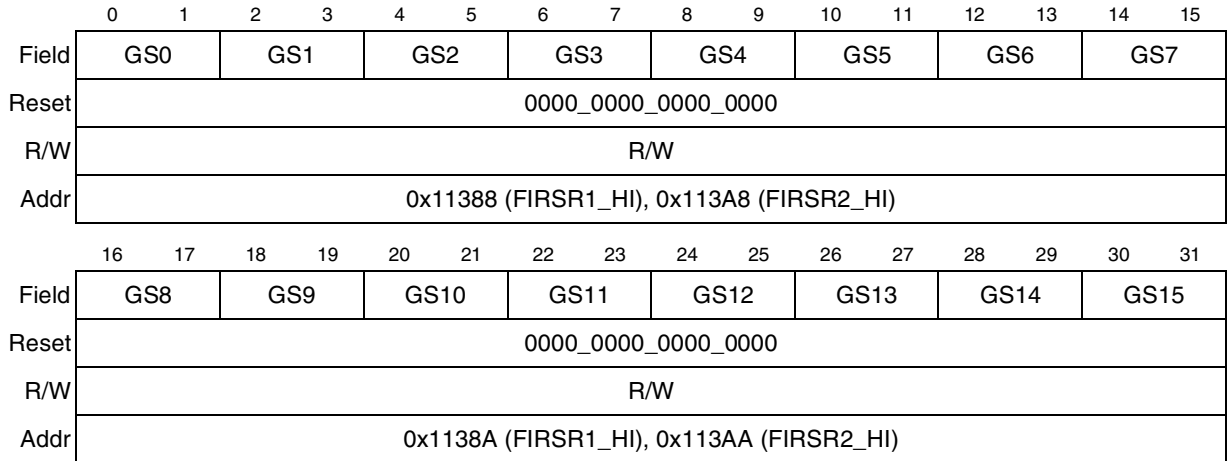 0 1 2 3 4 5 6 7 8 9 10 11 12 13 14 15
Field GS0 GS1 GS2 GS3 GS4 GS5 GS6 GS7
Reset 0000_0000_0000_0000
R/W R/W
Addr 0x11388 (FIRSR1_HI), 0x113A8 (FIRSR2_HI)
16 17 18 19 20 21 22 23 24 25 26 27 28 29 30 31
Field GS8 GS9 GS10 GS11 GS12 GS13 GS14 GS15
Reset 0000_0000_0000_0000
R/W R/W
Addr 0x1138A (FIRSR1_HI), 0x113AA (FIRSR2_HI)